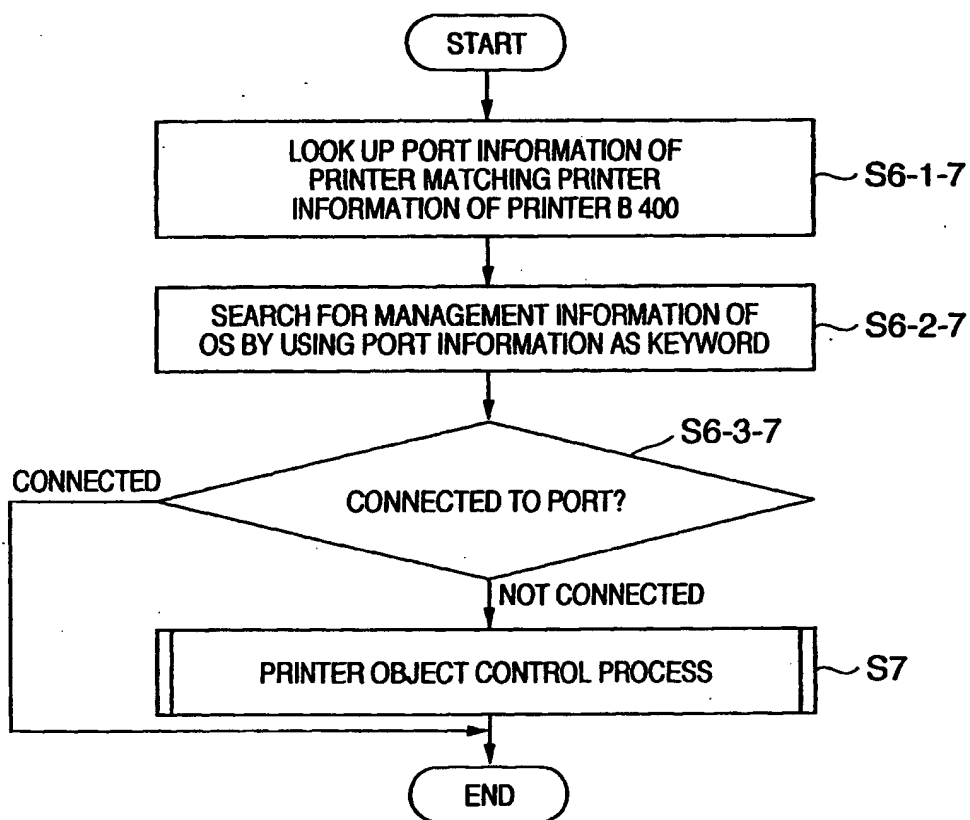 START
LOOK UP PORT INFORMATION OF
PRINTER MATCHING PRINTER
INFORMATION OF PRINTER B 400
S6-1-7
SEARCH FOR MANAGEMENT INFORMATION OF
OS BY USING PORT INFORMATION AS KEYWORD
S6-2-7
S6-3-7
CONNECTED
CONNECTED TO PORT?
NOT CONNECTED
PRINTER OBJECT CONTROL PROCESS
S7
END